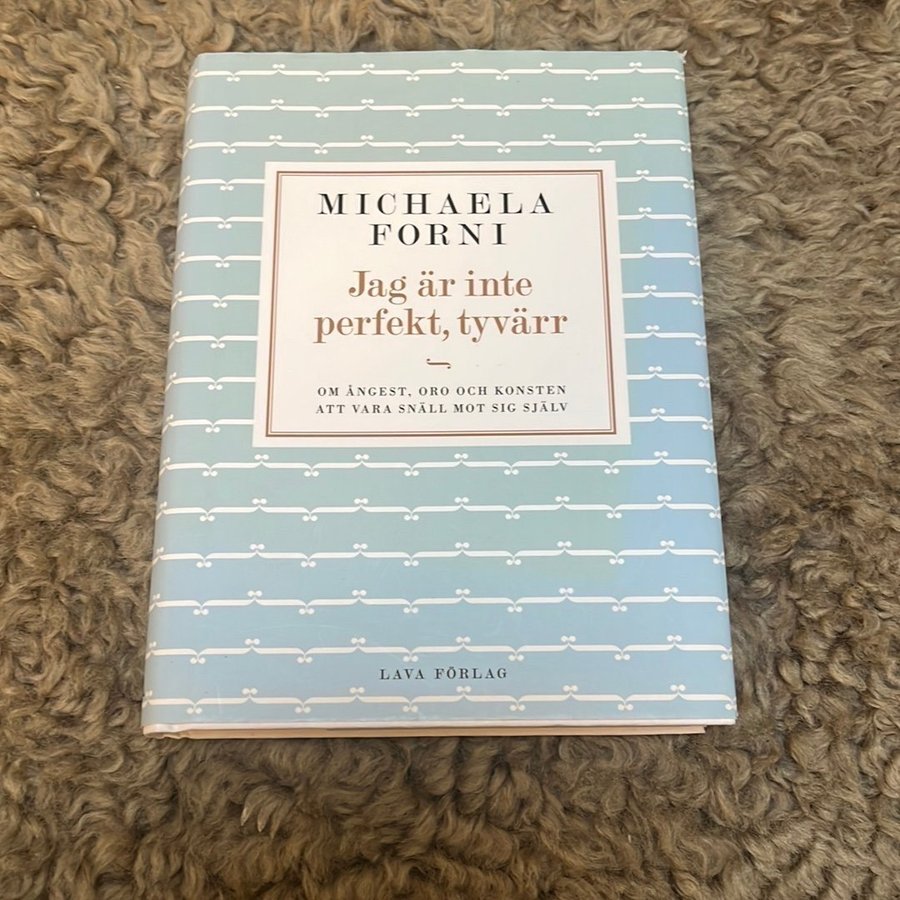 MICHAELA
FORNI
Jag är inte
perfekt, tyvärr
OM ÅNGEST, ORO OCH KONSTEN
ATT VARA SNÄLL MOT SIG SJÄLV
LAVA FÖRLAG